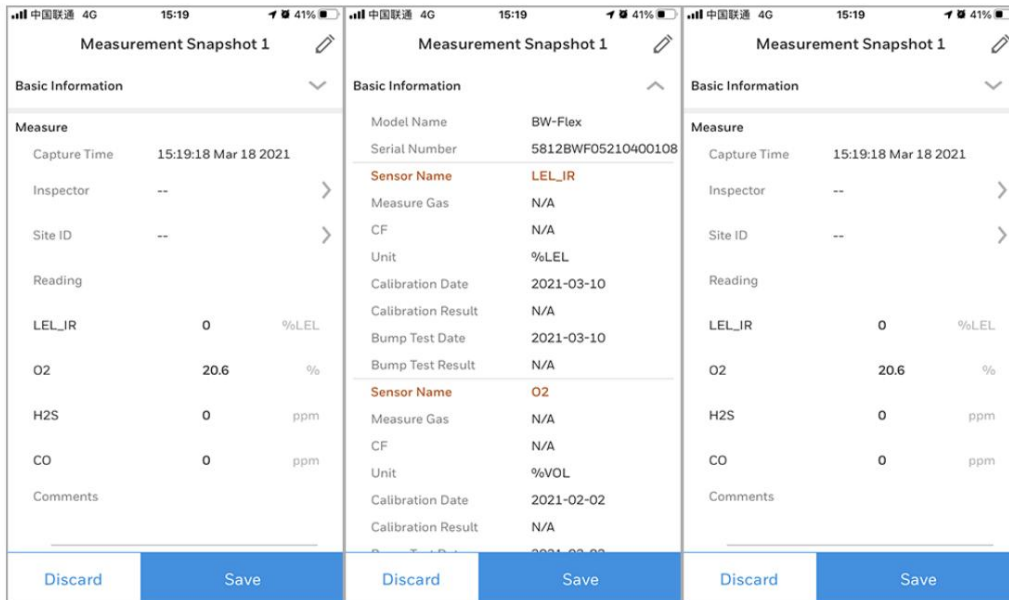 中国联通 4G 15:19 41%
Measurement Snapshot 1
Basic Information
Measure
Capture Time 15:19:18 Mar 18 2021
Inspector --
Site ID --
Reading
LEL_IR 0 %LEL
O2 20.6 %
H2S 0 ppm
CO 0 ppm
Comments
Discard Save
中国联通 4G 15:19 41%
Measurement Snapshot 1
Basic Information
Model Name BW-Flex
Serial Number 5812BWF05210400108
Sensor Name LEL_IR
Measure Gas N/A
CF N/A
Unit %LEL
Calibration Date 2021-03-10
Calibration Result N/A
Bump Test Date 2021-03-10
Bump Test Result N/A
Sensor Name O2
Measure Gas N/A
CF N/A
Unit %VOL
Calibration Date 2021-02-02
Calibration Result N/A
Discard Save
中国联通 4G 15:19 41%
Measurement Snapshot 1
Basic Information
Measure
Capture Time 15:19:18 Mar 18 2021
Inspector --
Site ID --
Reading
LEL_IR 0 %LEL
O2 20.6 %
H2S 0 ppm
CO 0 ppm
Comments
Discard Save